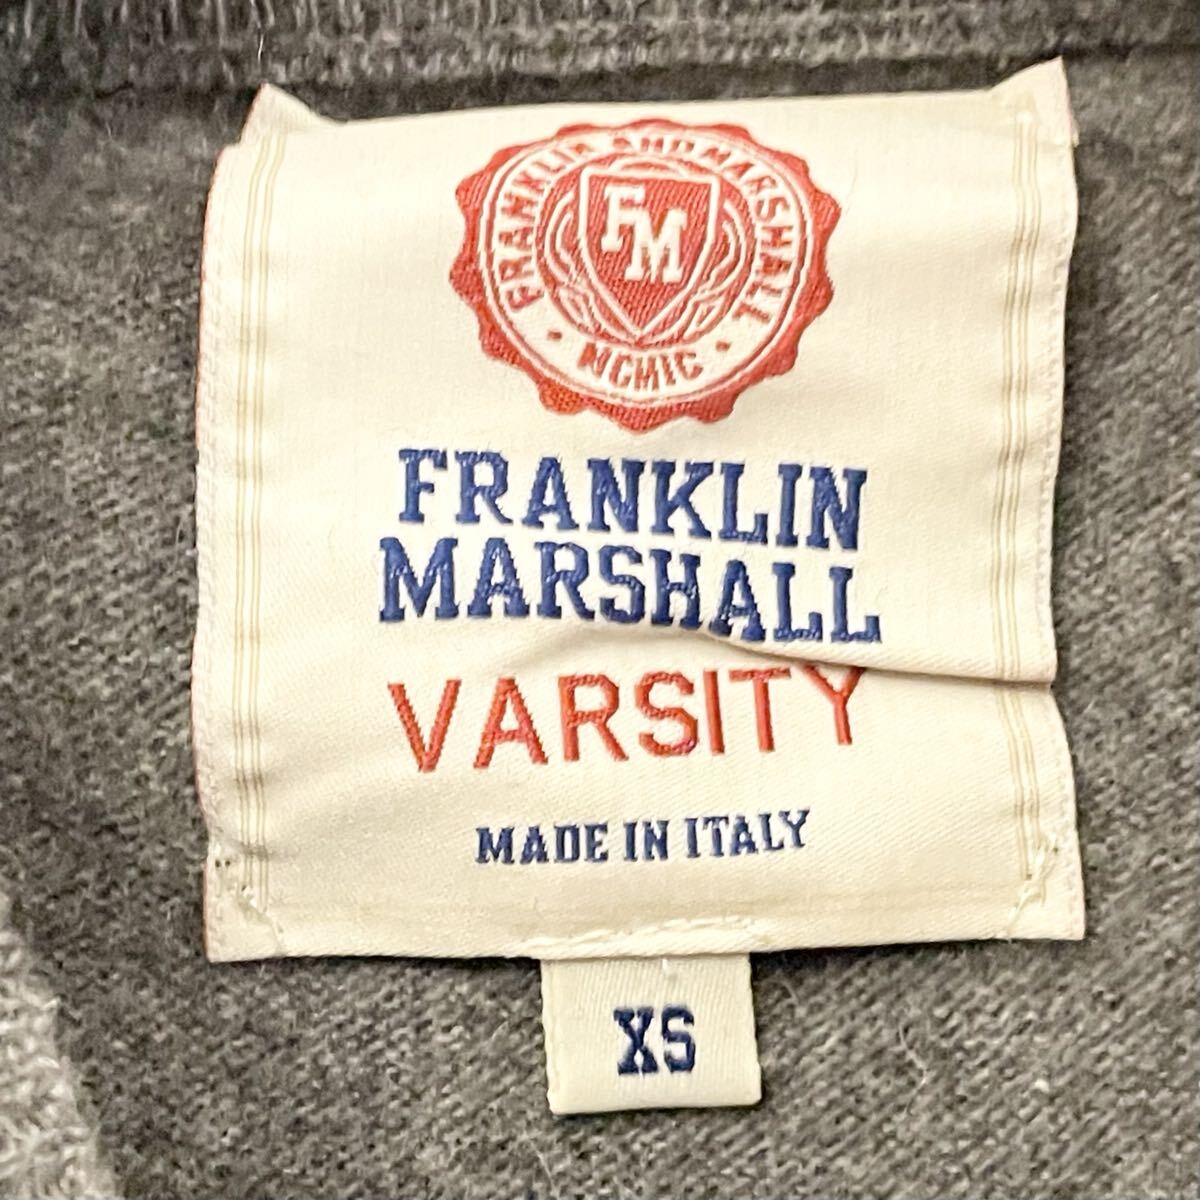 FRANKLIN AND MARSHALL
FM
· MCMIC ·
FRANKLIN
MARSHALL
VARSITY
MADE IN ITALY
XS